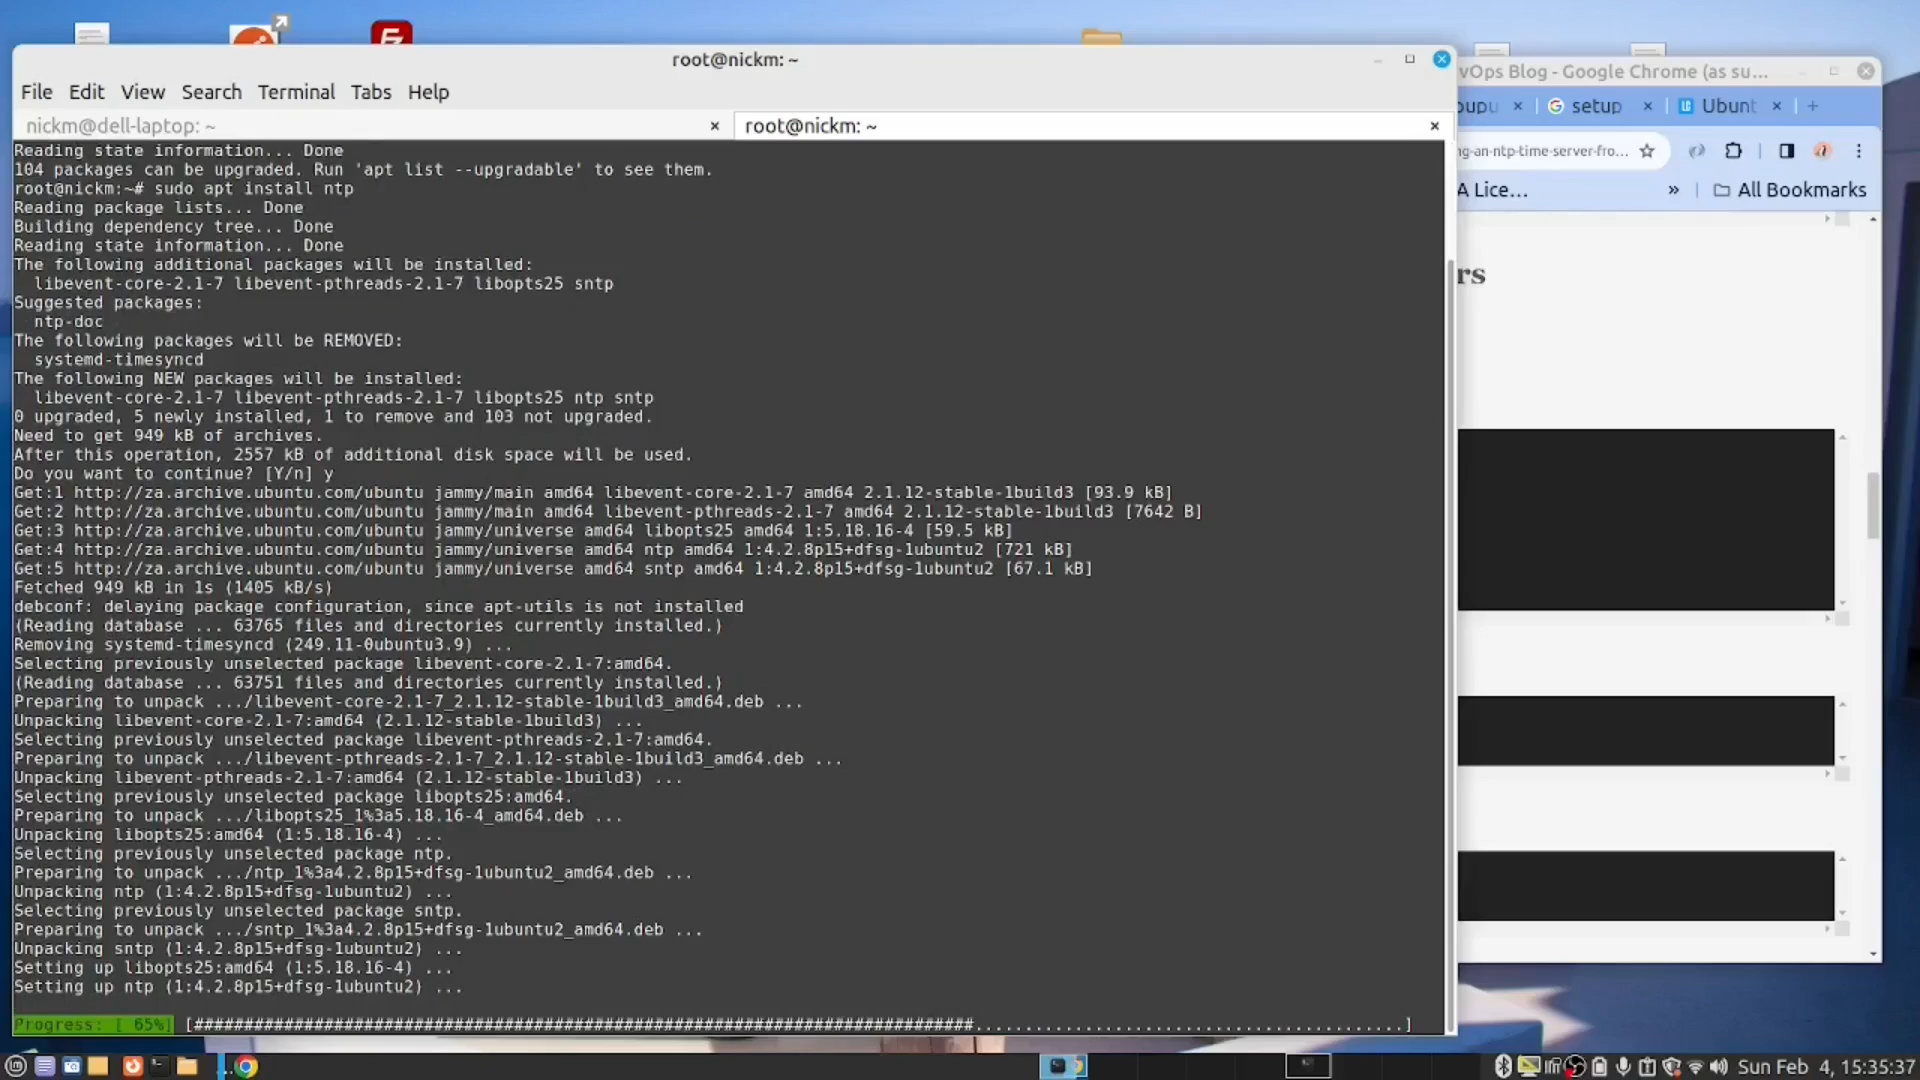 root@nickm: ~
File Edit View Search Terminal Tabs Help
nickm@dell-laptop: ~
root@nickm: ~
Reading state information... Done
104 packages can be upgraded. Run 'apt list --upgradable' to see them.
root@nickm:~# sudo apt install ntp
Reading package lists... Done
Building dependency tree... Done
Reading state information... Done
The following additional packages will be installed:
libevent-core-2.1-7 libevent-pthreads-2.1-7 libopts25 sntp
Suggested packages:
ntp-doc
The following packages will be REMOVED:
systemd-timesyncd
The following NEW packages will be installed:
libevent-core-2.1-7 libevent-pthreads-2.1-7 libopts25 ntp sntp
0 upgraded, 5 newly installed, 1 to remove and 103 not upgraded.
Need to get 949 kB of archives.
After this operation, 2557 kB of additional disk space will be used.
Do you want to continue? [Y/n] y
Get:1 http://za.archive.ubuntu.com/ubuntu jammy/main amd64 libevent-core-2.1-7 amd64 2.1.12-stable-1build3 [93.9 kB]
Get:2 http://za.archive.ubuntu.com/ubuntu jammy/main amd64 libevent-pthreads-2.1-7 amd64 2.1.12-stable-1build3 [7642 B]
Get:3 http://za.archive.ubuntu.com/ubuntu jammy/universe amd64 libopts25 amd64 1:5.18.16-4 [59.5 kB]
Get:4 http://za.archive.ubuntu.com/ubuntu jammy/universe amd64 ntp amd64 1:4.2.8p15+dfsg-1ubuntu2 [721 kB]
Get:5 http://za.archive.ubuntu.com/ubuntu jammy/universe amd64 sntp amd64 1:4.2.8p15+dfsg-1ubuntu2 [67.1 kB]
Fetched 949 kB in 1s (1405 kB/s)
debconf: delaying package configuration, since apt-utils is not installed
(Reading database ... 63765 files and directories currently installed.)
Removing systemd-timesyncd (249.11-0ubuntu3.9) ...
Selecting previously unselected package libevent-core-2.1-7:amd64.
(Reading database ... 63751 files and directories currently installed.)
Preparing to unpack .../libevent-core-2.1-7_2.1.12-stable-1build3_amd64.deb ...
Unpacking libevent-core-2.1-7:amd64 (2.1.12-stable-1build3) ...
Selecting previously unselected package libevent-pthreads-2.1-7:amd64.
Preparing to unpack .../libevent-pthreads-2.1-7_2.1.12-stable-1build3_amd64.deb ...
Unpacking libevent-pthreads-2.1-7:amd64 (2.1.12-stable-1build3) ...
Selecting previously unselected package libopts25:amd64.
Preparing to unpack .../libopts25_1%3a5.18.16-4_amd64.deb ...
Unpacking libopts25:amd64 (1:5.18.16-4) ...
Selecting previously unselected package ntp.
Preparing to unpack .../ntp_1%3a4.2.8p15+dfsg-1ubuntu2_amd64.deb ...
Unpacking ntp (1:4.2.8p15+dfsg-1ubuntu2) ...
Selecting previously unselected package sntp.
Preparing to unpack .../sntp_1%3a4.2.8p15+dfsg-1ubuntu2_amd64.deb ...
Unpacking sntp (1:4.2.8p15+dfsg-1ubuntu2) ...
Setting up libopts25:amd64 (1:5.18.16-4) ...
Setting up ntp (1:4.2.8p15+dfsg-1ubuntu2) ...
Progress: [ 65%]
vOps Blog - Google Chrome (as su...
setup
Ubunt
ng-an-ntp-time-server-fro...
A Lice...
» All Bookmarks
rs
Sun Feb 4, 15:35:37